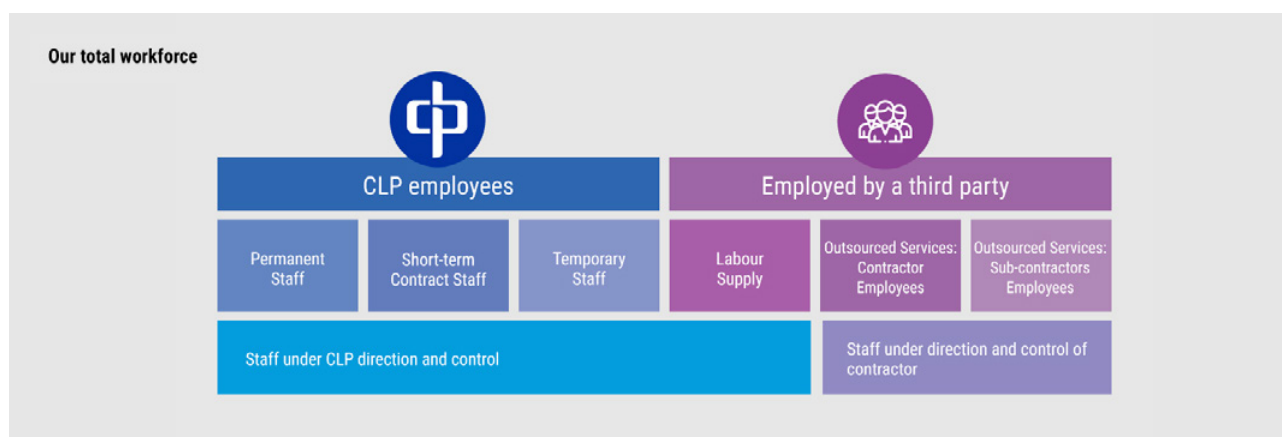 Our total workforce
CLP employees
Employed by a third party
Permanent
Staff
Short-term
Contract Staff
Temporary
Staff
Labour
Supply
Outsourced Services:
Contractor
Employees
Outsourced Services:
Sub-contractors
Employees
Staff under CLP direction and control
Staff under direction and control of
contractor